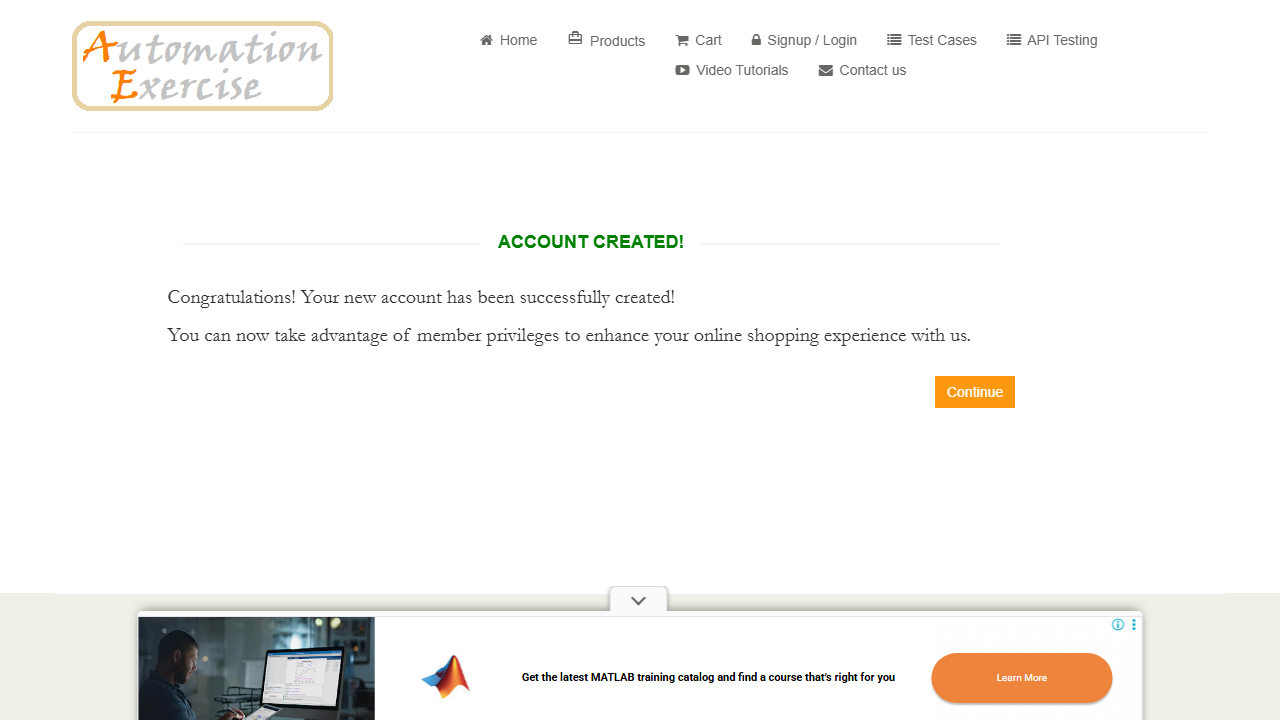 Automation
Exercise
Home
Products
Cart
Signup / Login
Test Cases
API Testing
Video Tutorials
Contact us
ACCOUNT CREATED!
Congratulations! Your new account has been successfully created!
You can now take advantage of member privileges to enhance your online shopping experience with us.
Continue
Get the latest MATLAB training catalog and find a course that's right for you
Learn More